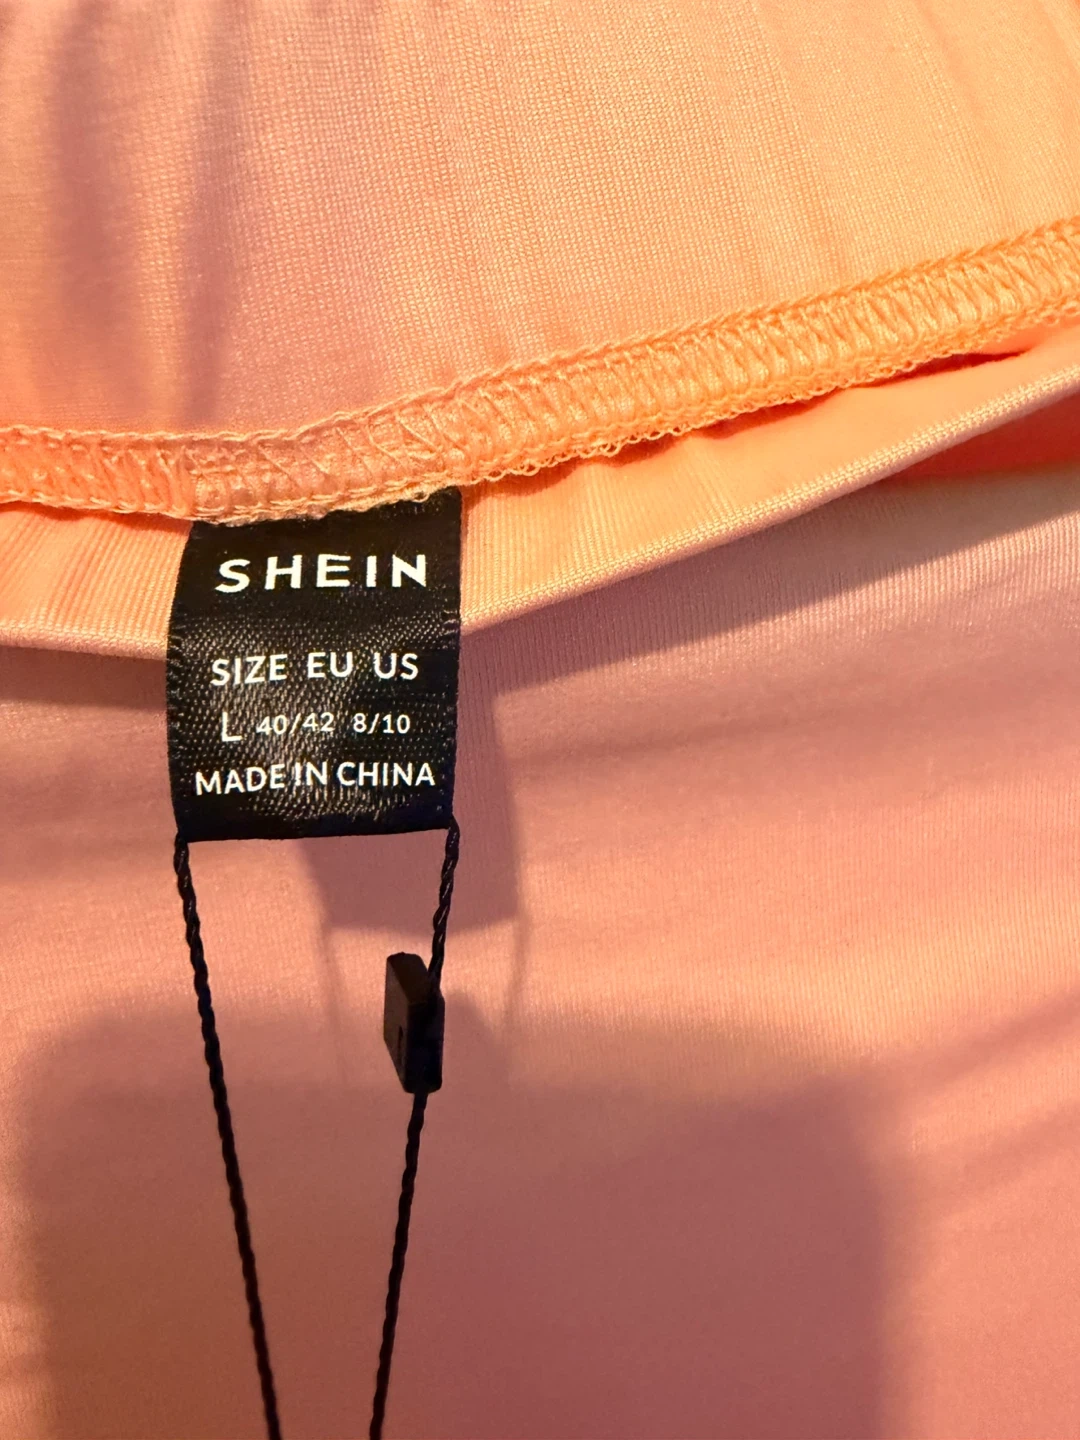 SHEIN
SIZE EU US
L 40/42 8/10
MADE IN CHINA